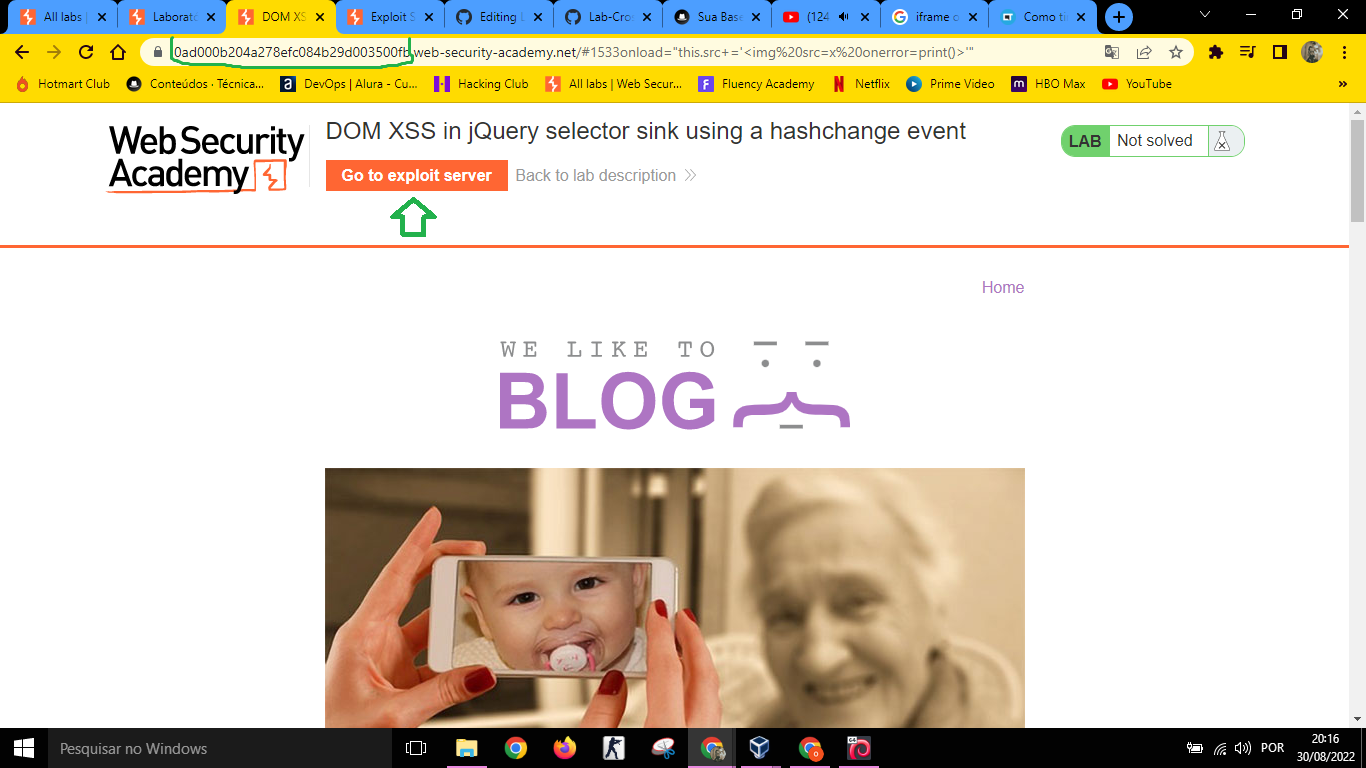 All labs |
Laborato
DOM XS
Exploit S
Editing L
Lab-Cros
Sua Base
(124
iframe o
Como ti
0ad000b204a278efc084b29d003500fb.web-security-academy.net/#1533onload="this.src+='<img%20src=x%20onerror=print()>'"
Hotmart Club
Conteúdos · Técnica...
DevOps | Alura - Cu...
Hacking Club
All labs | Web Secur...
Fluency Academy
Netflix
Prime Video
HBO Max
YouTube
»
Web Security
Academy
DOM XSS in jQuery selector sink using a hashchange event
Go to exploit server
Back to lab description
LAB Not solved
Home
WE LIKE TO
BLOG
Pesquisar no Windows
POR
20:16
30/08/2022